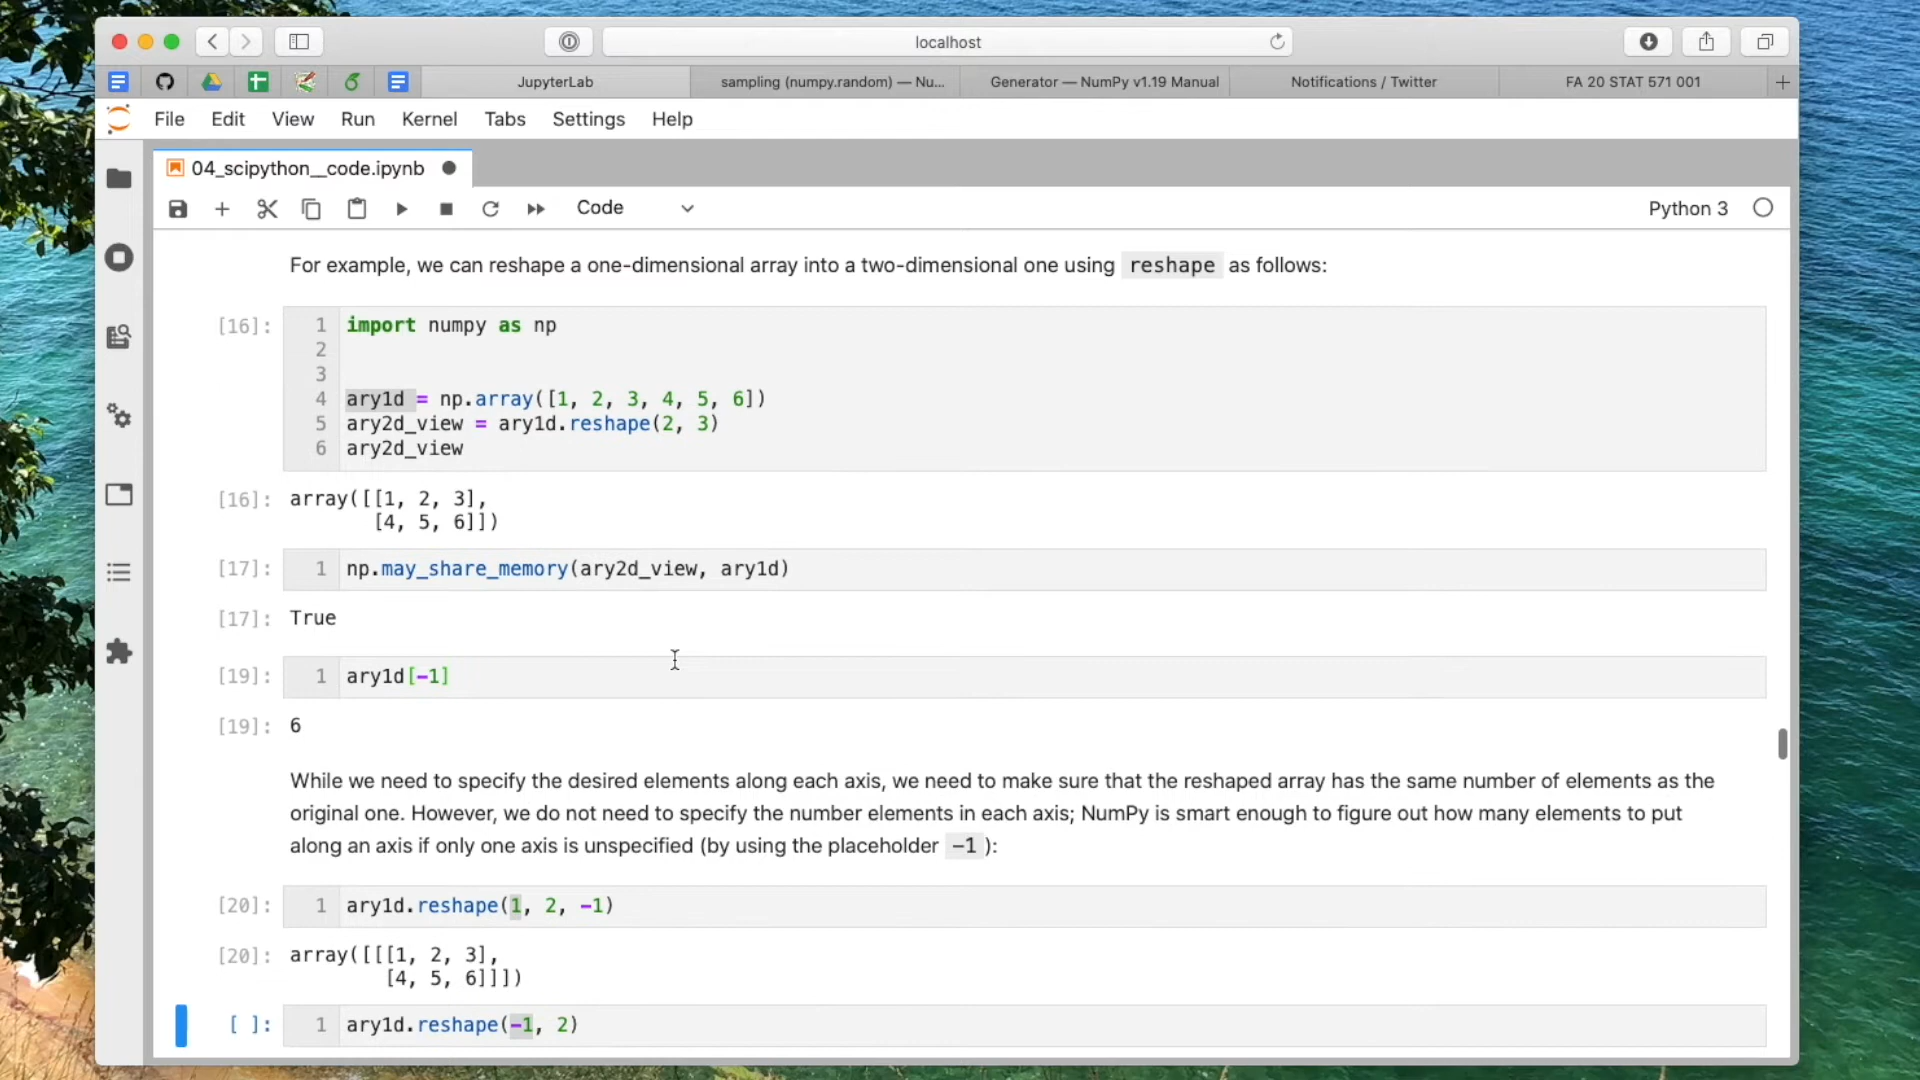 localhost
JupyterLab
sampling (numpy.random) — Nu...
Generator — NumPy v1.19 Manual
Notifications / Twitter
FA 20 STAT 571 001
File Edit View Run Kernel Tabs Settings Help
04_scipython__code.ipynb
Code
Python 3
For example, we can reshape a one-dimensional array into a two-dimensional one using reshape as follows:
[16]: 1 import numpy as np
2
3
4 ary1d = np.array([1, 2, 3, 4, 5, 6])
5 ary2d_view = ary1d.reshape(2, 3)
6 ary2d_view
[16]: array([[1, 2, 3],
[4, 5, 6]])
[17]: 1 np.may_share_memory(ary2d_view, ary1d)
[17]: True
[19]: 1 ary1d[-1]
[19]: 6
While we need to specify the desired elements along each axis, we need to make sure that the reshaped array has the same number of elements as the
original one. However, we do not need to specify the number elements in each axis; NumPy is smart enough to figure out how many elements to put
along an axis if only one axis is unspecified (by using the placeholder -1 ):
[20]: 1 ary1d.reshape(1, 2, -1)
[20]: array([[[1, 2, 3],
[4, 5, 6]]])
[ ]: 1 ary1d.reshape(-1, 2)